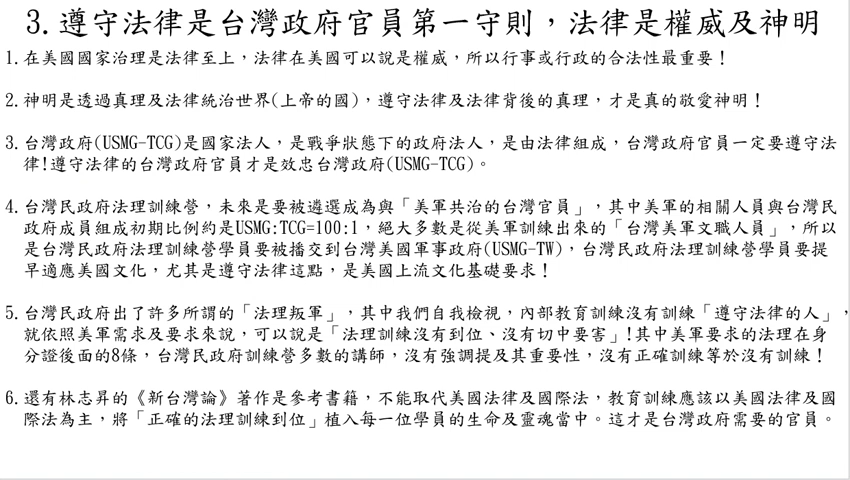 3.遵守法律是台灣政府官員第一守則，法律是權威及神明
1.在美國國家治理是法律至上，法律在美國可以說是權威，所以行事或行政的合法性最重要！
2.神明是透過真理及法律統治世界(上帝的國)，遵守法律及法律背後的真理，才是真的敬愛神明！
3.台灣政府(USMG-TCG)是國家法人，是戰爭狀態下的政府法人，是由法律組成，台灣政府官員一定要遵守法
律!遵守法律的台灣政府官員才是效忠台灣政府(USMG-TCG)。
4.台灣民政府法理訓練營，未來是要被遴選成為與「美軍共治的台灣官員」，其中美軍的相關人員與台灣民
政府成員組成初期比例約是USMG:TCG=100:1，絕大多數是從美軍訓練出來的「台灣美軍文職人員」，所以
是台灣民政府法理訓練營學員要被播交到台灣美國軍事政府(USMG-TW)，台灣民政府法理訓練營學員要提
早適應美國文化，尤其是遵守法律這點，是美國上流文化基礎要求！
5.台灣民政府出了許多所謂的「法理叛軍」，其中我們自我檢視，內部教育訓練沒有訓練「遵守法律的人」，
就依照美軍需求及要求來說，可以說是「法理訓練沒有到位、沒有切中要害」!其中美軍要求的法理在身
分證後面的8條，台灣民政府訓練營多數的講師，沒有強調提及其重要性，沒有正確訓練等於沒有訓練！
6.還有林志昇的《新台灣論》著作是參考書籍，不能取代美國法律及國際法，教育訓練應該以美國法律及國
際法為主，將「正確的法理訓練到位」植入每一位學員的生命及靈魂當中。這才是台灣政府需要的官員。